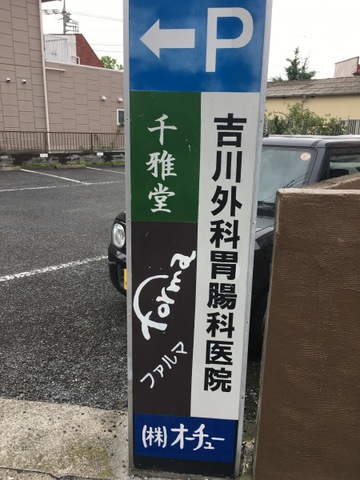 ←P
吉川外科胃腸科医院
千雅堂
forma
ファルマ
(株)オーチュー